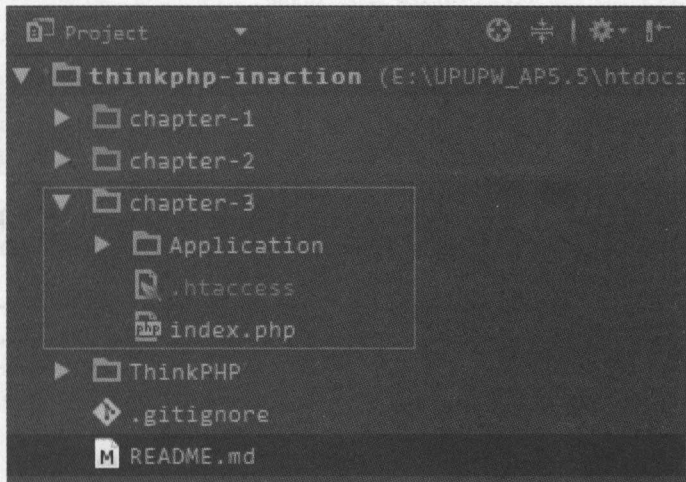 Project
thinkphp-inaction (E:\UPUPW_AP5.5\htdocs
chapter-1
chapter-2
chapter-3
Application
.htaccess
index.php
ThinkPHP
.gitignore
README.md